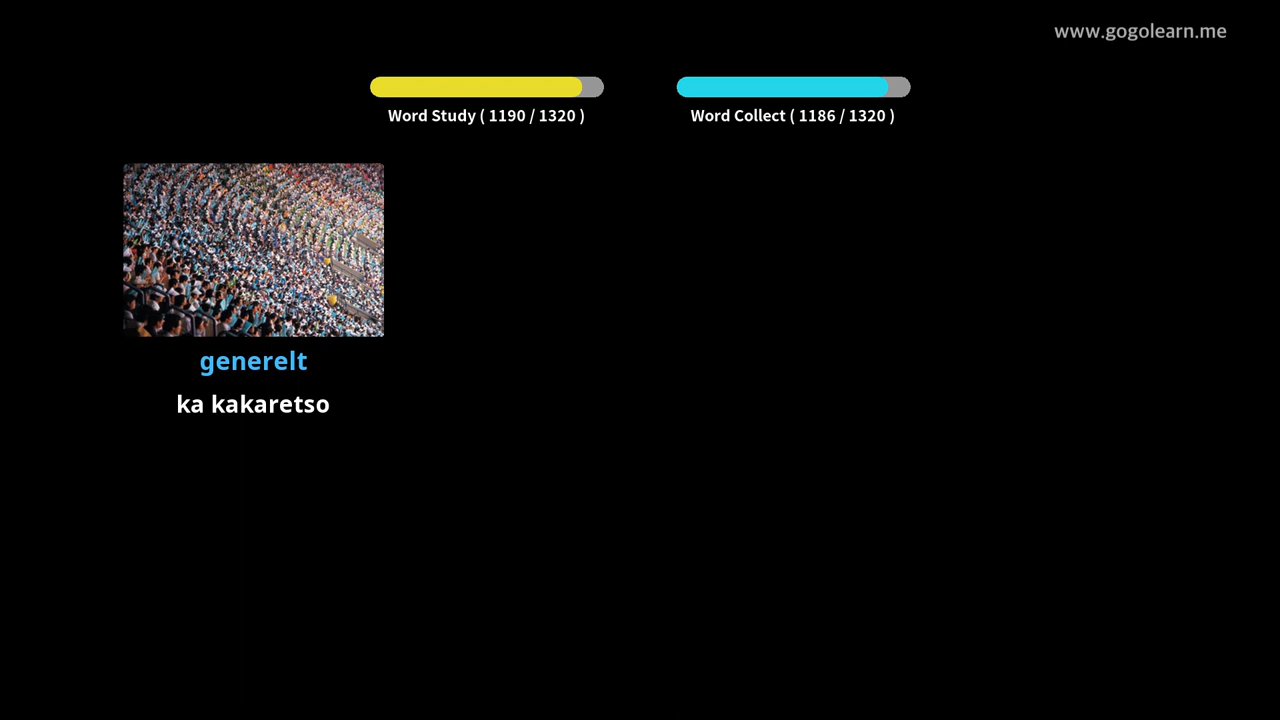 www.gogolearn.me
Word Study ( 1190 / 1320 )
Word Collect ( 1186 / 1320 )
generelt
ka kakaretso